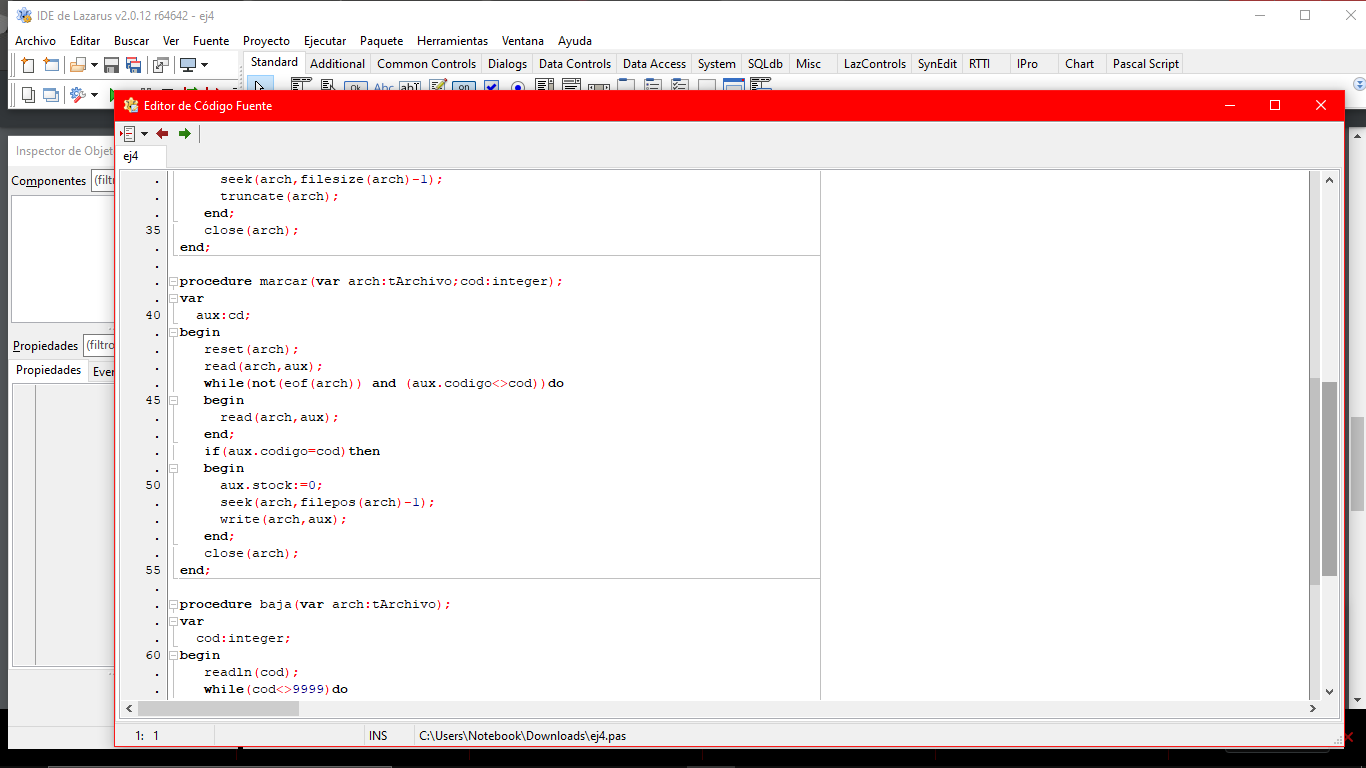 IDE de Lazarus v2.0.12 r64642 - ej4
Archivo Editar Buscar Ver Fuente Proyecto Ejecutar Paquete Herramientas Ventana Ayuda
Standard Additional Common Controls Dialogs Data Controls Data Access System SQLdb Misc LazControls SynEdit RTTI IPro Chart Pascal Script
Ok Abc abI on
Editor de Código Fuente
Inspector de Objet
ej4
Componentes (filtr
. seek(arch,filesize(arch)-1);
. truncate(arch);
. end;
35 close(arch);
. end;
.
. procedure marcar(var arch:tArchivo;cod:integer);
. var
40 aux:cd;
. begin
. reset(arch);
. read(arch,aux);
. while(not(eof(arch)) and (aux.codigo<>cod))do
45 begin
. read(arch,aux);
. end;
. if(aux.codigo=cod)then
. begin
50 aux.stock:=0;
. seek(arch,filepos(arch)-1);
. write(arch,aux);
. end;
. close(arch);
55 end;
.
. procedure baja(var arch:tArchivo);
. var
. cod:integer;
60 begin
. readln(cod);
. while(cod<>9999)do
Propiedades (filtro
Propiedades Ever
1: 1 INS C:\Users\Notebook\Downloads\ej4.pas